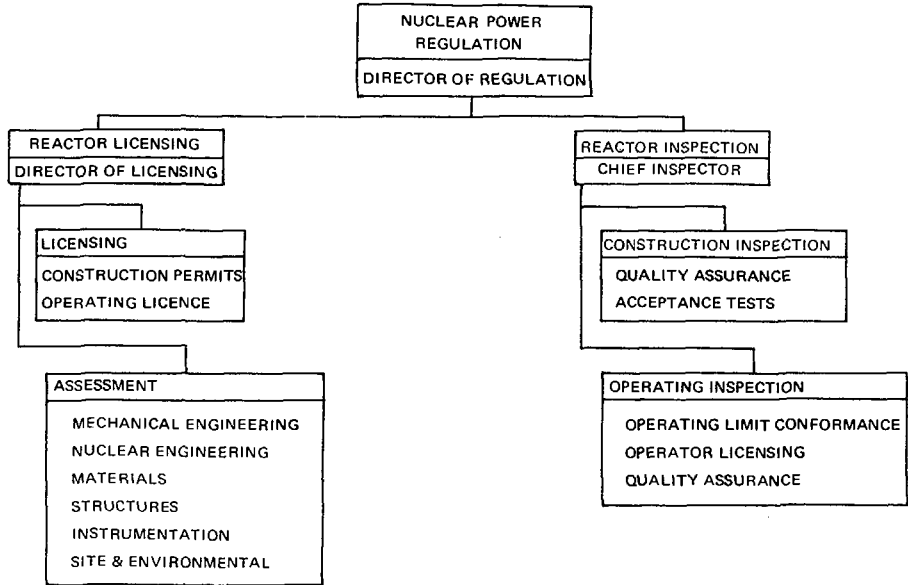 NUCLEAR POWER
REGULATION
DIRECTOR OF REGULATION
REACTOR LICENSING
DIRECTOR OF LICENSING
LICENSING
CONSTRUCTION PERMITS
OPERATING LICENCE
ASSESSMENT
MECHANICAL ENGINEERING
NUCLEAR ENGINEERING
MATERIALS
STRUCTURES
INSTRUMENTATION
SITE & ENVIRONMENTAL
REACTOR INSPECTION
CHIEF INSPECTOR
CONSTRUCTION INSPECTION
QUALITY ASSURANCE
ACCEPTANCE TESTS
OPERATING INSPECTION
OPERATING LIMIT CONFORMANCE
OPERATOR LICENSING
QUALITY ASSURANCE